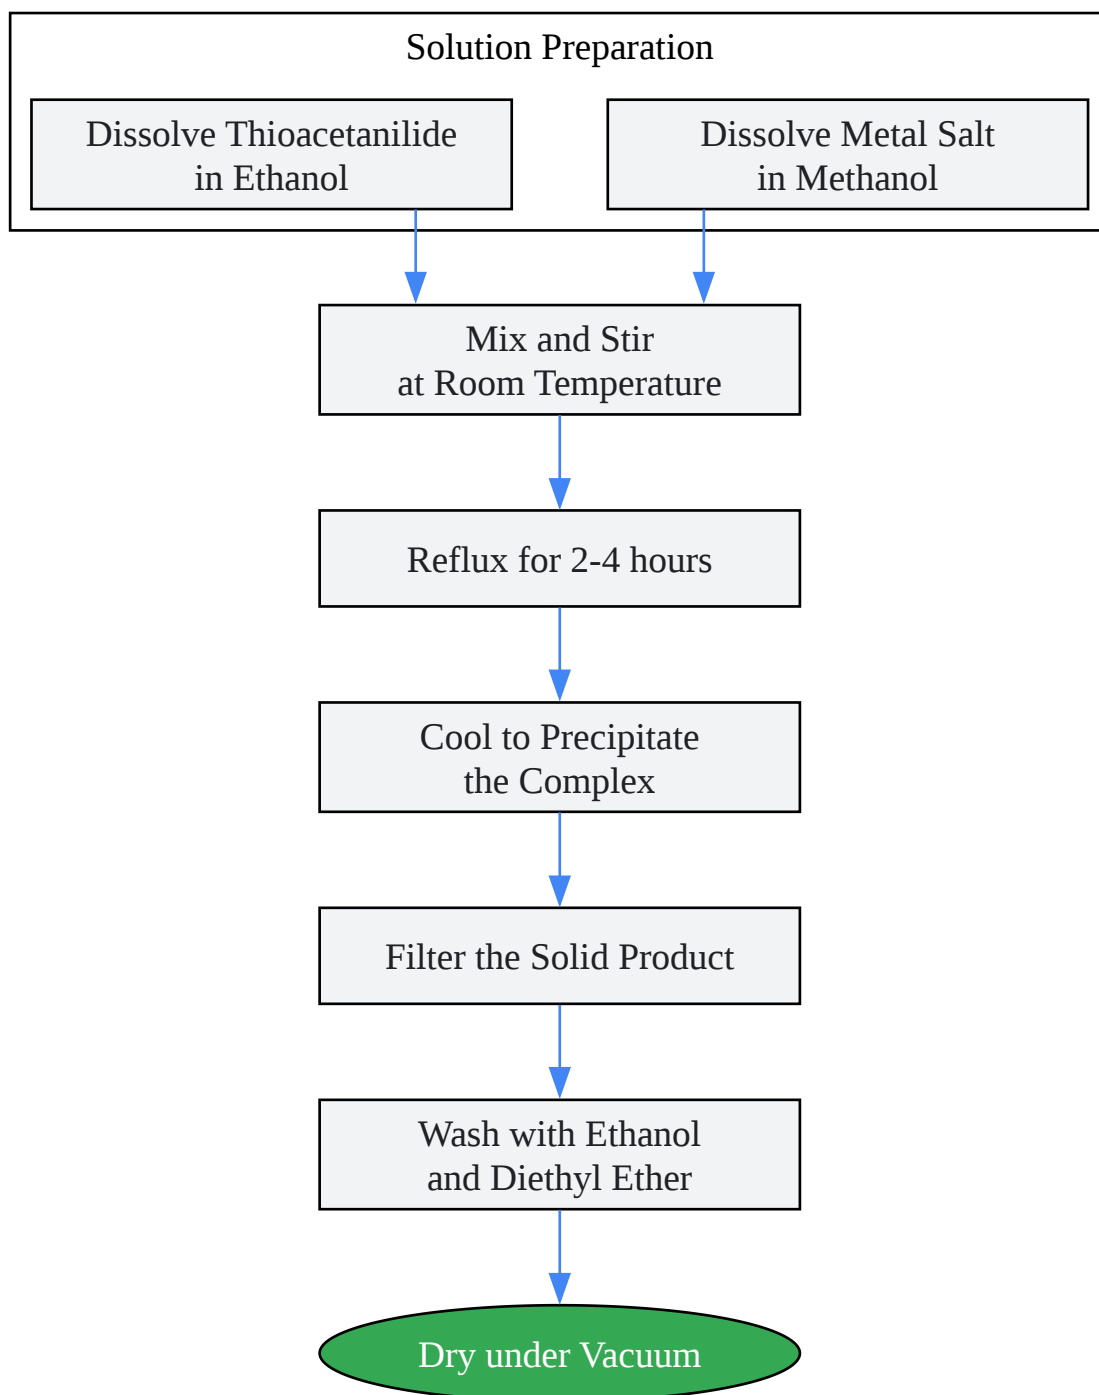 Solution Preparation
Dissolve Thioacetanilide
in Ethanol
Dissolve Metal Salt
in Methanol
Mix and Stir
at Room Temperature
Reflux for 2-4 hours
Cool to Precipitate
the Complex
Filter the Solid Product
Wash with Ethanol
and Diethyl Ether
Dry under Vacuum